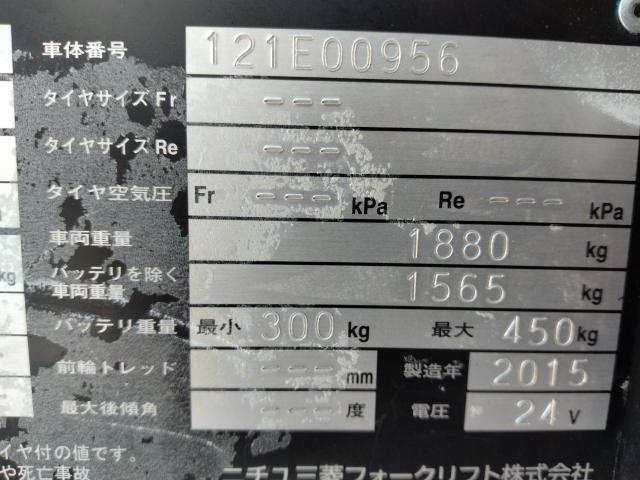 車体番号 121E00956
タイヤサイズ Fr ---
タイヤサイズ Re ---
タイヤ空気圧 Fr --- kPa Re --- kPa
車両重量 1880 kg
バッテリを除く
車両重量 1565 kg
kg
バッテリ重量 最小 300 kg 最大 450 kg
前輪トレッド --- mm 製造年 2015
最大後傾角 --- 度 電圧 24 V
イヤ付の値です。
や死亡事故
ニチユ三菱フォークリフト株式会社